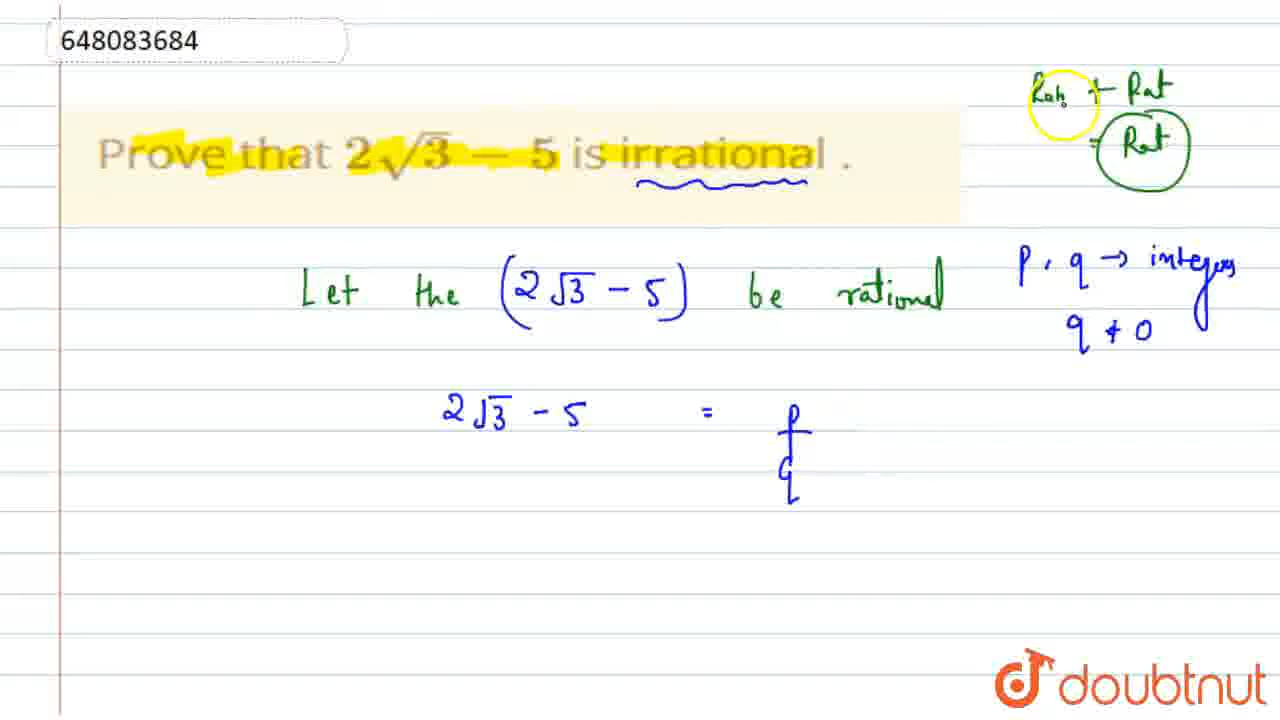 648083684
Rat + Rat
= Rat
Prove that 2√3 − 5 is irrational .
p, q → integers
q ≠ 0
Let the (2√3 − 5) be rational
2√3 − 5 = p/q
doubtnut